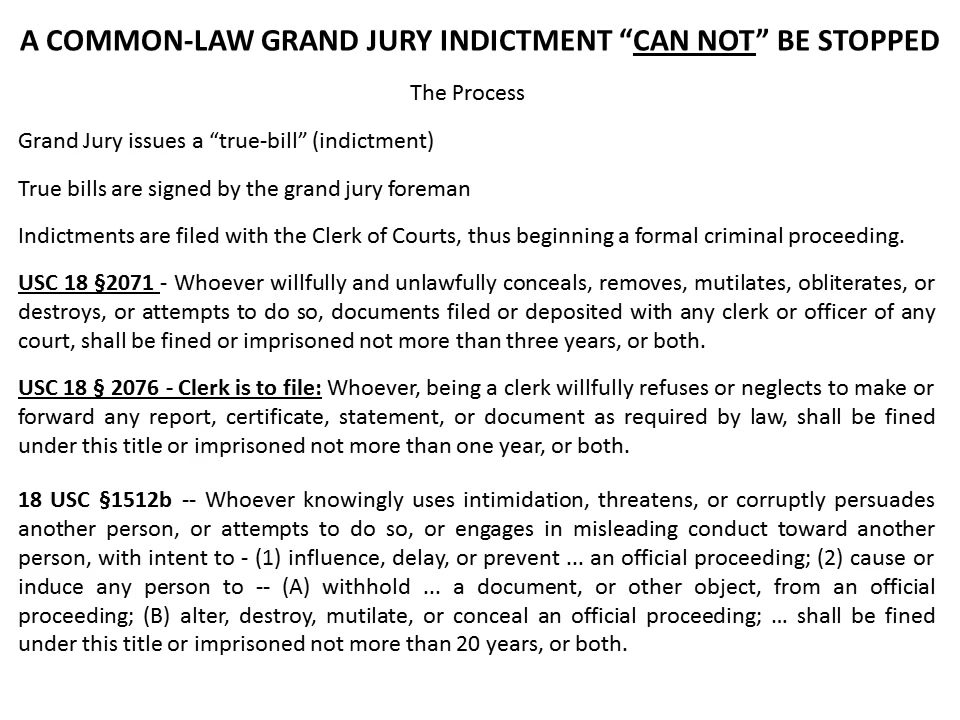 A COMMON-LAW GRAND JURY INDICTMENT “CAN NOT” BE STOPPED
The Process
Grand Jury issues a “true-bill” (indictment)
True bills are signed by the grand jury foreman
Indictments are filed with the Clerk of Courts, thus beginning a formal criminal proceeding.
USC 18 §2071 - Whoever willfully and unlawfully conceals, removes, mutilates, obliterates, or
destroys, or attempts to do so, documents filed or deposited with any clerk or officer of any
court, shall be fined or imprisoned not more than three years, or both.
USC 18 § 2076 - Clerk is to file: Whoever, being a clerk willfully refuses or neglects to make or
forward any report, certificate, statement, or document as required by law, shall be fined
under this title or imprisoned not more than one year, or both.
18 USC §1512b -- Whoever knowingly uses intimidation, threatens, or corruptly persuades
another person, or attempts to do so, or engages in misleading conduct toward another
person, with intent to - (1) influence, delay, or prevent ... an official proceeding; (2) cause or
induce any person to -- (A) withhold ... a document, or other object, from an official
proceeding; (B) alter, destroy, mutilate, or conceal an official proceeding; ... shall be fined
under this title or imprisoned not more than 20 years, or both.